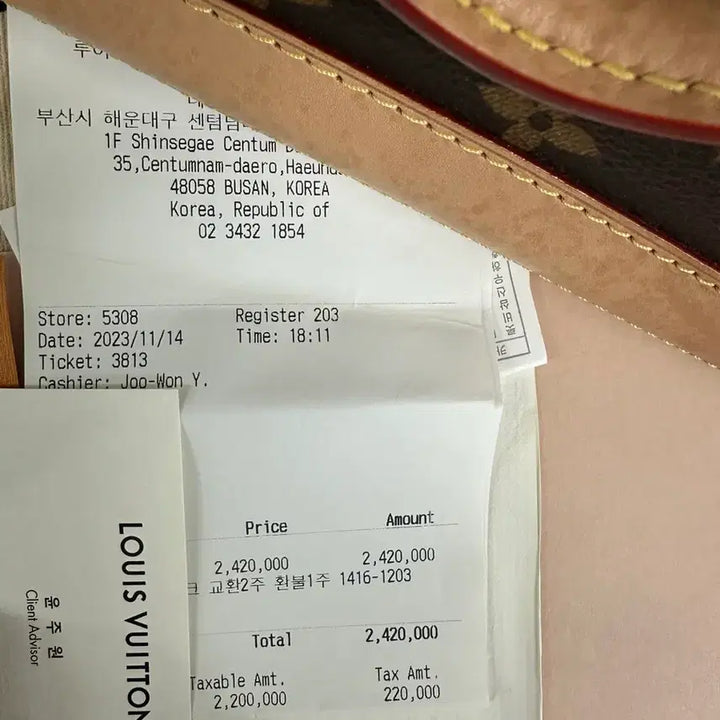 부산시 해운대구
1F Shinsegae Centum
35,Centumnam-daero,
48058 BUSAN, KOREA
Korea, Republic of
02 3432 1854
Store: 5308 Register 203
Date: 2023/11/14 Time: 18:11
Ticket: 3813
Cashier: Joo-Won Y.
Price Amount
2,420,000 2,420,000
교환2주 환불1주 1416-1203
Total 2,420,000
Taxable Amt. Tax Amt.
2,200,000 220,000
LOUIS VUITTON
윤 주 원
Client Advisor